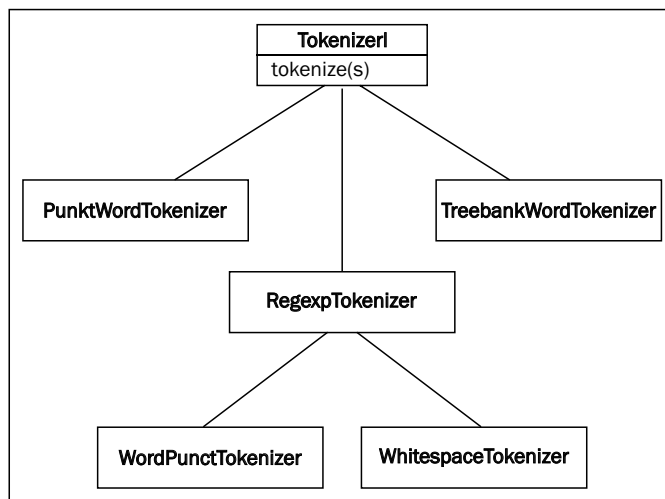 TokenizerI
tokenize(s)
PunktWordTokenizer
TreebankWordTokenizer
RegexpTokenizer
WordPunctTokenizer
WhitespaceTokenizer